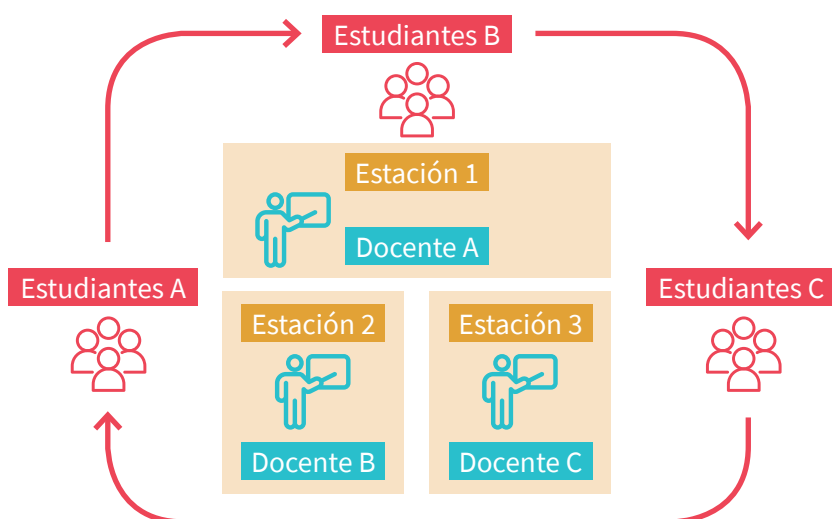 Estudiantes B
Estación 1
Docente A
Estudiantes A
Estudiantes C
Estación 2
Estación 3
Docente B
Docente C